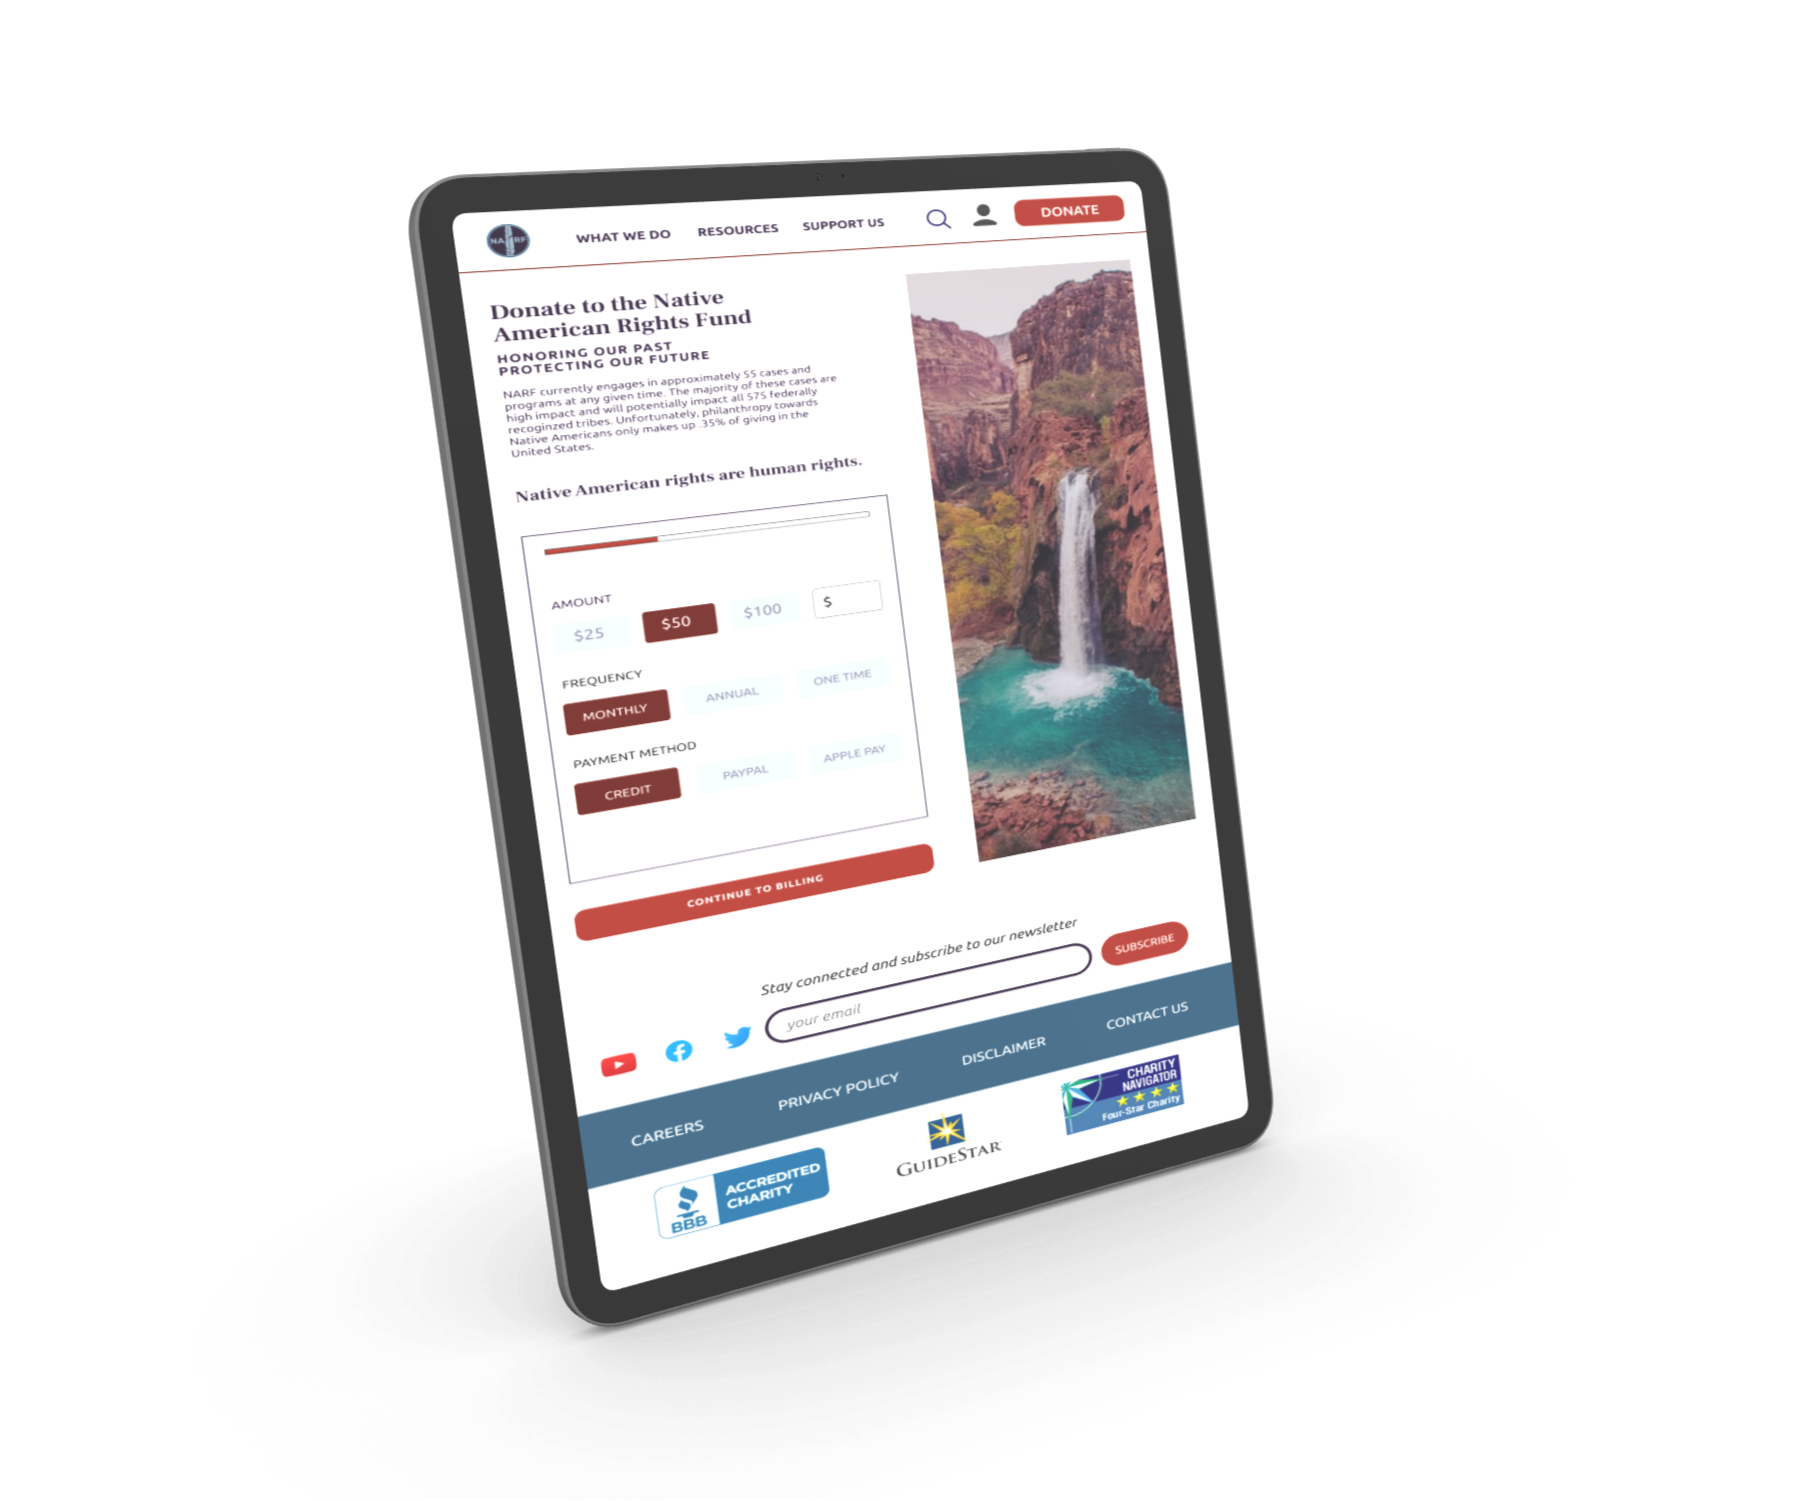 NARF
WHAT WE DO
RESOURCES
SUPPORT US
DONATE
Donate to the Native
American Rights Fund
HONORING OUR PAST
PROTECTING OUR FUTURE
NARF currently engages in approximately 55 cases and
programs at any given time. The majority of these cases are
high impact and will potentially impact all 575 federally
recoginzed tribes. Unfortunately, philanthropy towards
Native Americans only makes up .35% of giving in the
United States.
Native American rights are human rights.
AMOUNT
$25
$50
$100
$
FREQUENCY
MONTHLY
ANNUAL
ONE TIME
PAYMENT METHOD
CREDIT
PAYPAL
APPLE PAY
CONTINUE TO BILLING
Stay connected and subscribe to our newsletter
your email
SUBSCRIBE
CAREERS
PRIVACY POLICY
DISCLAIMER
CONTACT US
BBB
ACCREDITED
CHARITY
GUIDESTAR
CHARITY
NAVIGATOR
Four-Star Charity